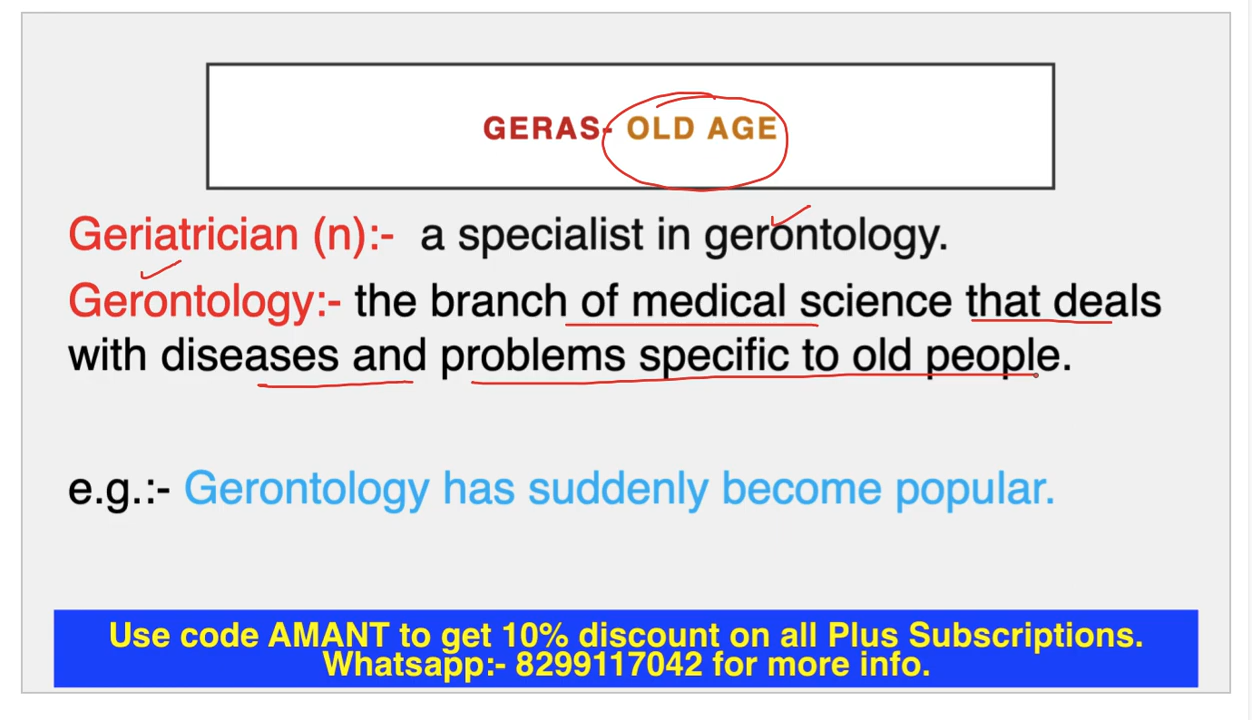 GERAS- OLD AGE
Geriatrician (n):- a specialist in gerontology.
Gerontology:- the branch of medical science that deals
with diseases and problems specific to old people.
e.g.:- Gerontology has suddenly become popular.
Use code AMANT to get 10% discount on all Plus Subscriptions.
Whatsapp:- 8299117042 for more info.